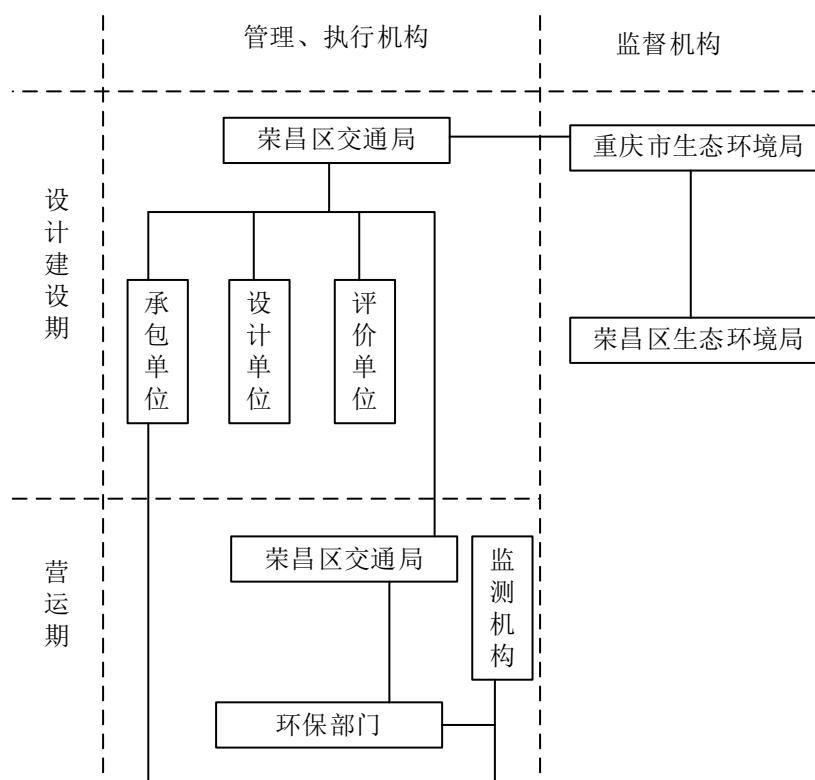 管理、执行机构
监督机构
荣昌区交通局
重庆市生态环境局
设计建设期
承包单位
设计单位
评价单位
荣昌区生态环境局
营运期
荣昌区交通局
监测机构
环保部门